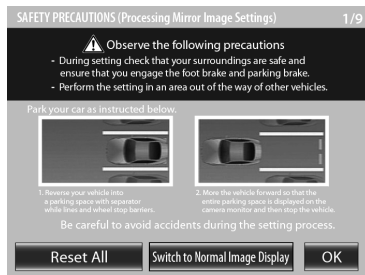 SAFETY PRECAUTIONS (Processing Mirror Image Settings) 1/9
Observe the following precautions
- During setting check that your surroundings are safe and
ensure that you engage the foot brake and parking brake.
- Perform the setting in an area out of the way of other vehicles.
Park your car as instructed below.
1. Reverse your vehicle into
a parking space with separator
while lines and wheel stop barriers.
2. More the vehicle forward so that the
entire parking space is displayed on the
camera monitor and then stop the vehicle.
Be careful to avoid accidents during the setting process.
Reset All
Switch to Normal Image Display
OK